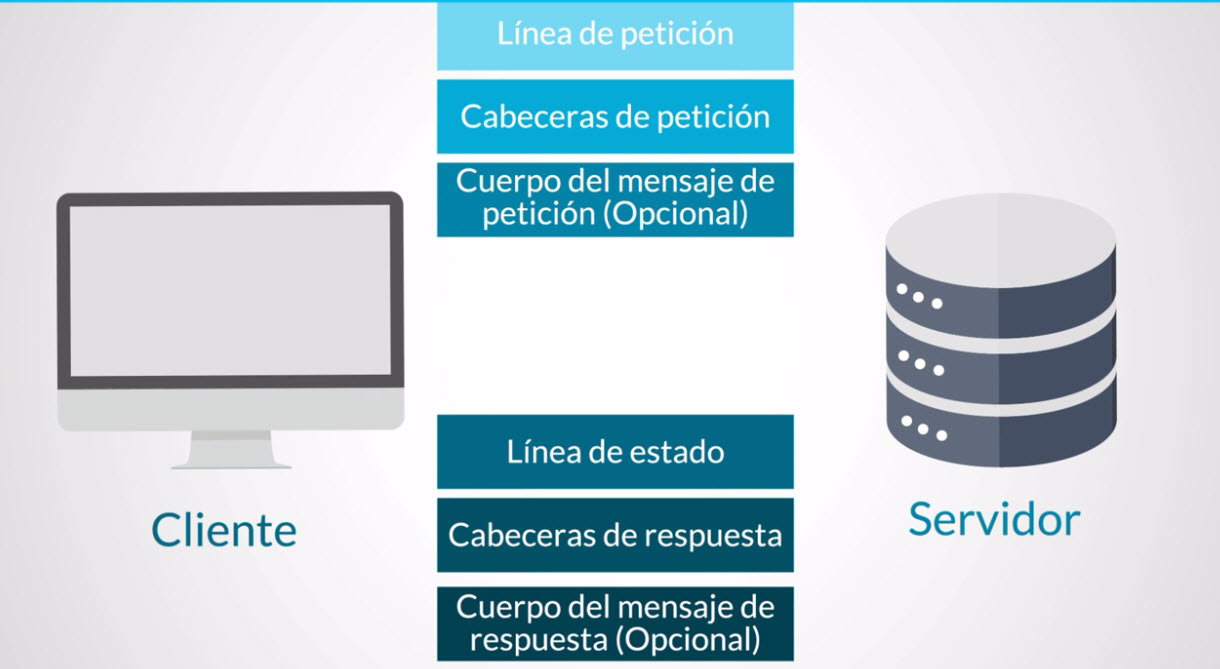 Línea de petición
Cabeceras de petición
Cuerpo del mensaje de
petición (Opcional)
Línea de estado
Cabeceras de respuesta
Cuerpo del mensaje de
respuesta (Opcional)
Cliente
Servidor